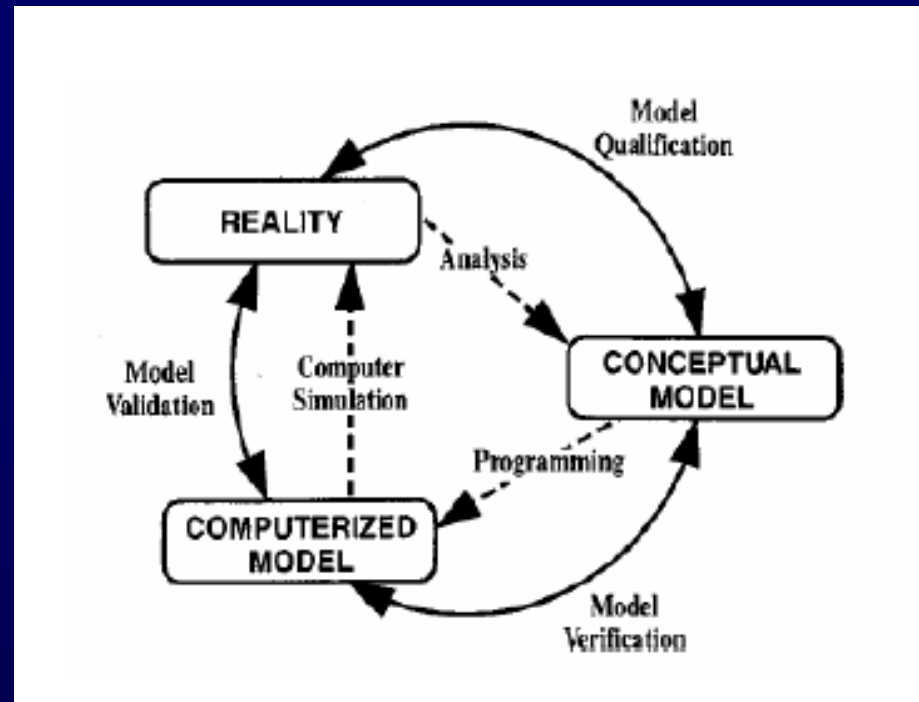 Model
Qualification
REALITY
Analysis
CONCEPTUAL
MODEL
Model
Validation
Computer
Simulation
Programming
COMPUTERIZED
MODEL
Model
Verification